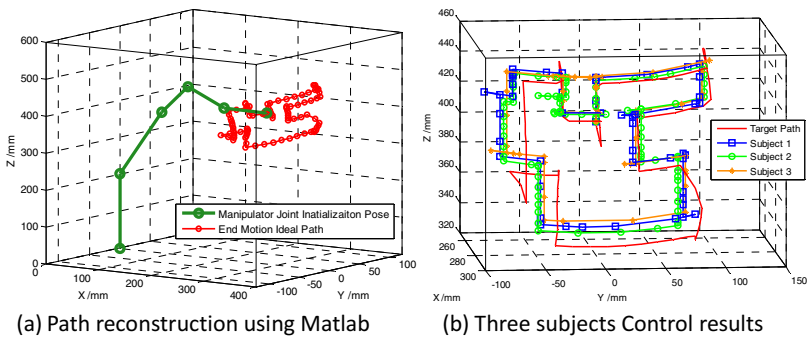 600
500
400
300
200
100
0
Z /mm
0
100
200
300
400
X /mm
-100
-50
0
50
100
Y /mm
Manipulator Joint Inatializaiton Pose
End Motion Ideal Path
(a) Path reconstruction using Matlab
460
440
420
400
380
360
340
320
Z /mm
260
280
300
X /mm
-100
-50
0
50
100
150
Y /mm
Target Path
Subject 1
Subject 2
Subject 3
(b) Three subjects Control results